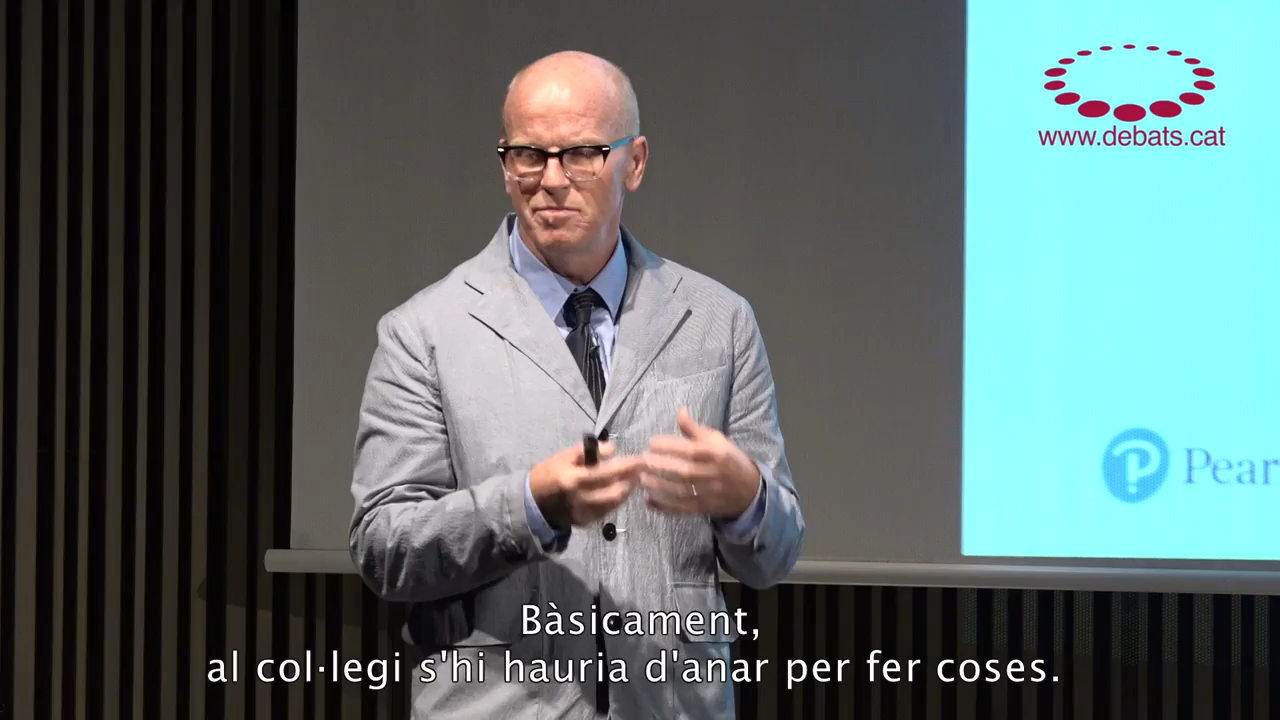 www.debats.cat
Pear
Bàsicament,
al col·legi s'hi hauria d'anar per fer coses.